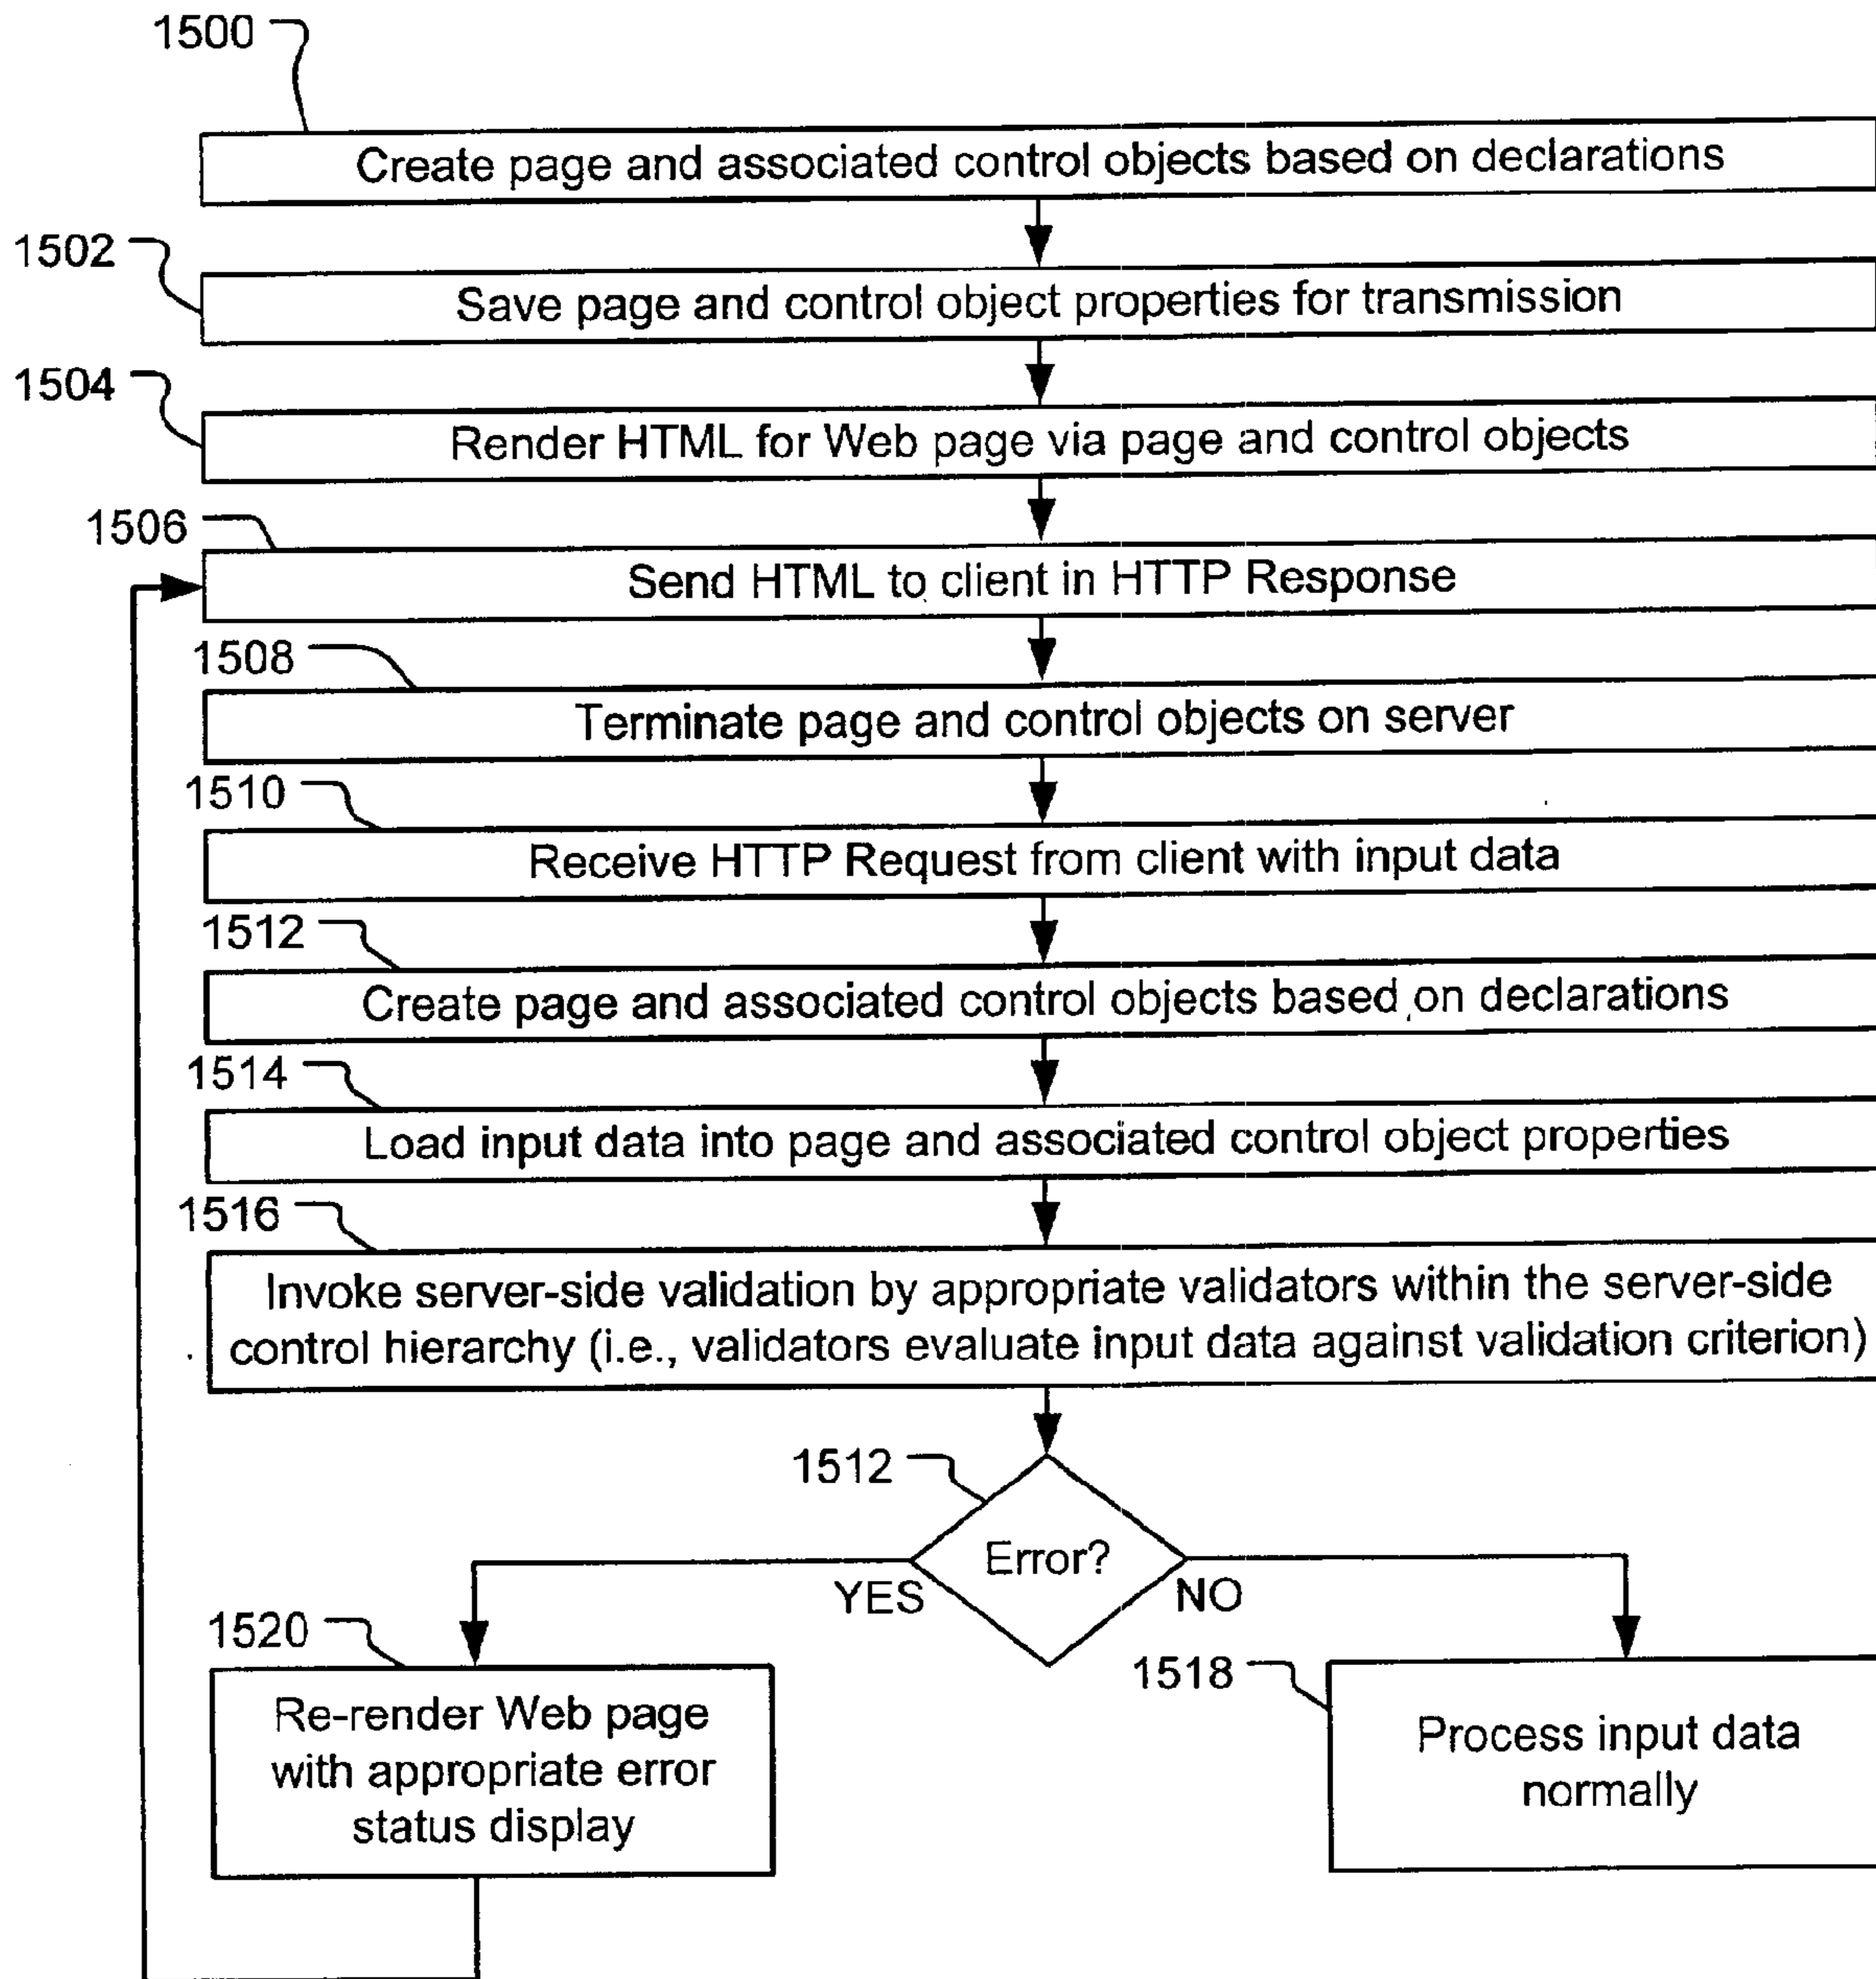 1500
Create page and associated control objects based on declarations
1502
Save page and control object properties for transmission
1504
Render HTML for Web page via page and control objects
1506
Send HTML to client in HTTP Response
1508
Terminate page and control objects on server
1510
Receive HTTP Request from client with input data
1512
Create page and associated control objects based on declarations
1514
Load input data into page and associated control object properties
1516
Invoke server-side validation by appropriate validators within the server-side
control hierarchy (i.e., validators evaluate input data against validation criterion)
1512
Error?
YES
NO
1520
Re-render Web page
with appropriate error
status display
1518
Process input data
normally